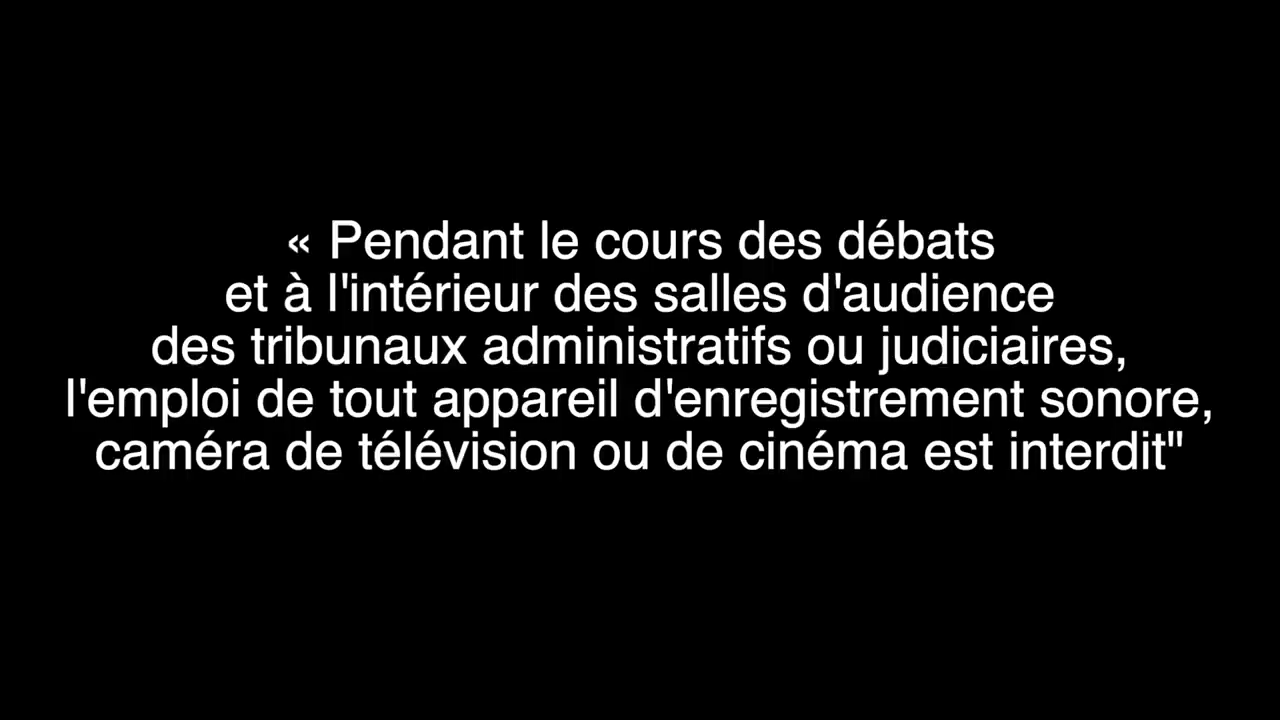 « Pendant le cours des débats
et à l'intérieur des salles d'audience
des tribunaux administratifs ou judiciaires,
l'emploi de tout appareil d'enregistrement sonore,
caméra de télévision ou de cinéma est interdit"